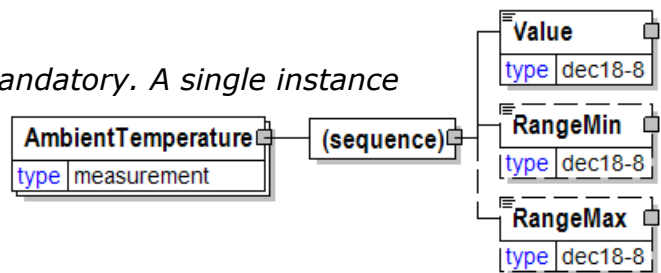 Value
type dec18-8
andatory. A single instance
RangeMin
type dec18-8
AmbientTemperature
type measurement
(sequence)
RangeMax
type dec18-8